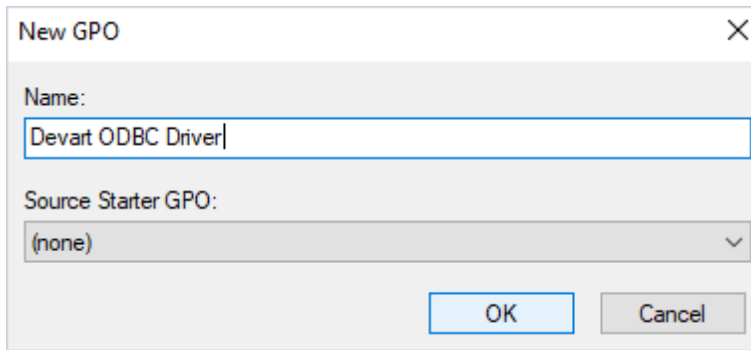 New GPO
Name:
Devart ODBC Driver
Source Starter GPO:
(none)
OK Cancel